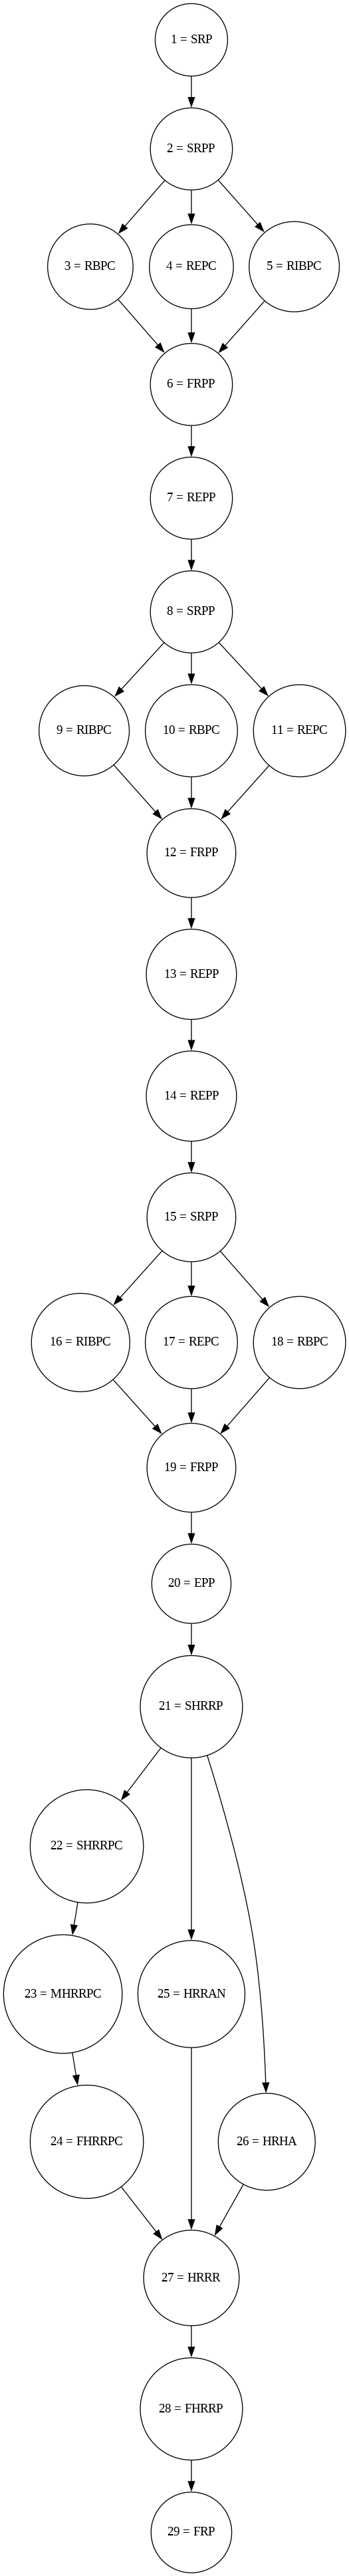 1 = SRP
2 = SRPP
3 = RBPC
4 = REPC
5 = RIBPC
6 = FRPP
7 = REPP
8 = SRPP
9 = RIBPC
10 = RBPC
11 = REPC
12 = FRPP
13 = REPP
14 = REPP
15 = SRPP
16 = RIBPC
17 = REPC
18 = RBPC
19 = FRPP
20 = EPP
21 = SHRRP
22 = SHRRPC
23 = MHRRPC
25 = HRRAN
24 = FHRRPC
26 = HRHA
27 = HRRR
28 = FHRRP
29 = FRP